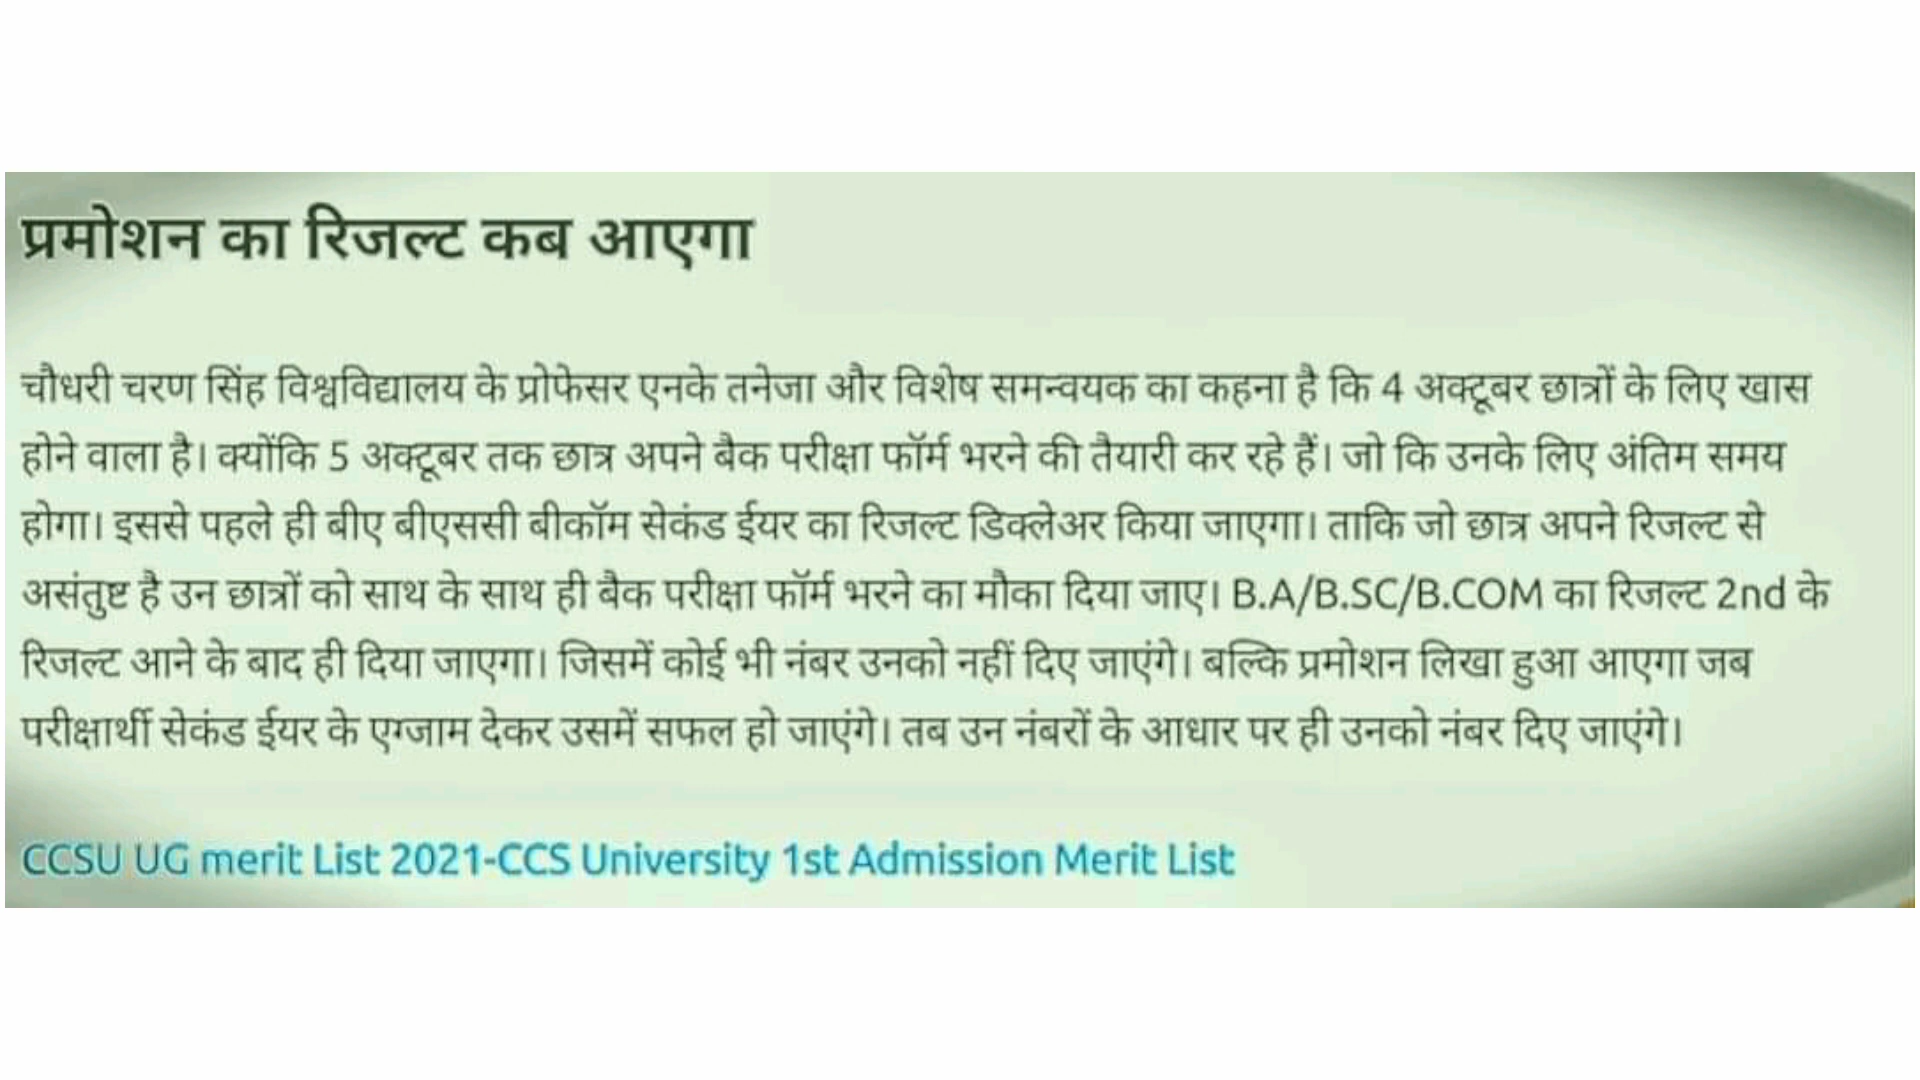 प्रमोशन का रिजल्ट कब आएगा
चौधरी चरण सिंह विश्वविद्यालय के प्रोफेसर एनके तनेजा और विशेष समन्वयक का कहना है कि 4 अक्टूबर छात्रों के लिए खास
होने वाला है। क्योंकि 5 अक्टूबर तक छात्र अपने बैक परीक्षा फॉर्म भरने की तैयारी कर रहे हैं। जो कि उनके लिए अंतिम समय
होगा। इससे पहले ही बीए बीएससी बीकॉम सेकंड ईयर का रिजल्ट डिक्लेअर किया जाएगा। ताकि जो छात्र अपने रिजल्ट से
असंतुष्ट है उन छात्रों को साथ के साथ ही बैक परीक्षा फॉर्म भरने का मौका दिया जाए। B.A/B.SC/B.COM का रिजल्ट 2nd के
रिजल्ट आने के बाद ही दिया जाएगा। जिसमें कोई भी नंबर उनको नहीं दिए जाएंगे। बल्कि प्रमोशन लिखा हुआ आएगा जब
परीक्षार्थी सेकंड ईयर के एग्जाम देकर उसमें सफल हो जाएंगे। तब उन नंबरों के आधार पर ही उनको नंबर दिए जाएंगे।
CCSU UG merit List 2021-CCS University 1st Admission Merit List